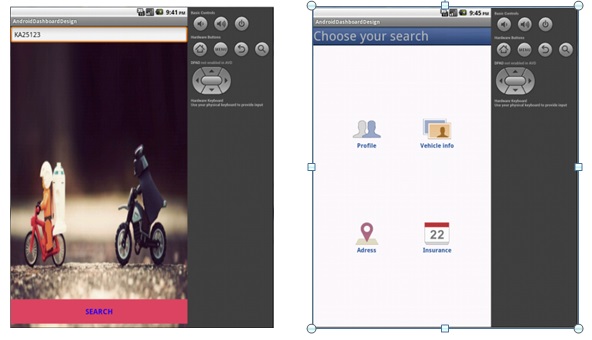 9:41 PM
AndroidDashboardDesign
KA25123
SEARCH
Basic Controls
Hardware Buttons
MENU
DPAD not enabled in AVD
Hardware Keyboard
Use your physical keyboard to provide input
9:45 PM
AndroidDashboardDesign
Choose your search
Profile
Vehicle info
Adress
22
Insurance
Basic Controls
Hardware Buttons
MENU
DPAD not enabled in AVD
Hardware Keyboard
Use your physical keyboard to provide input